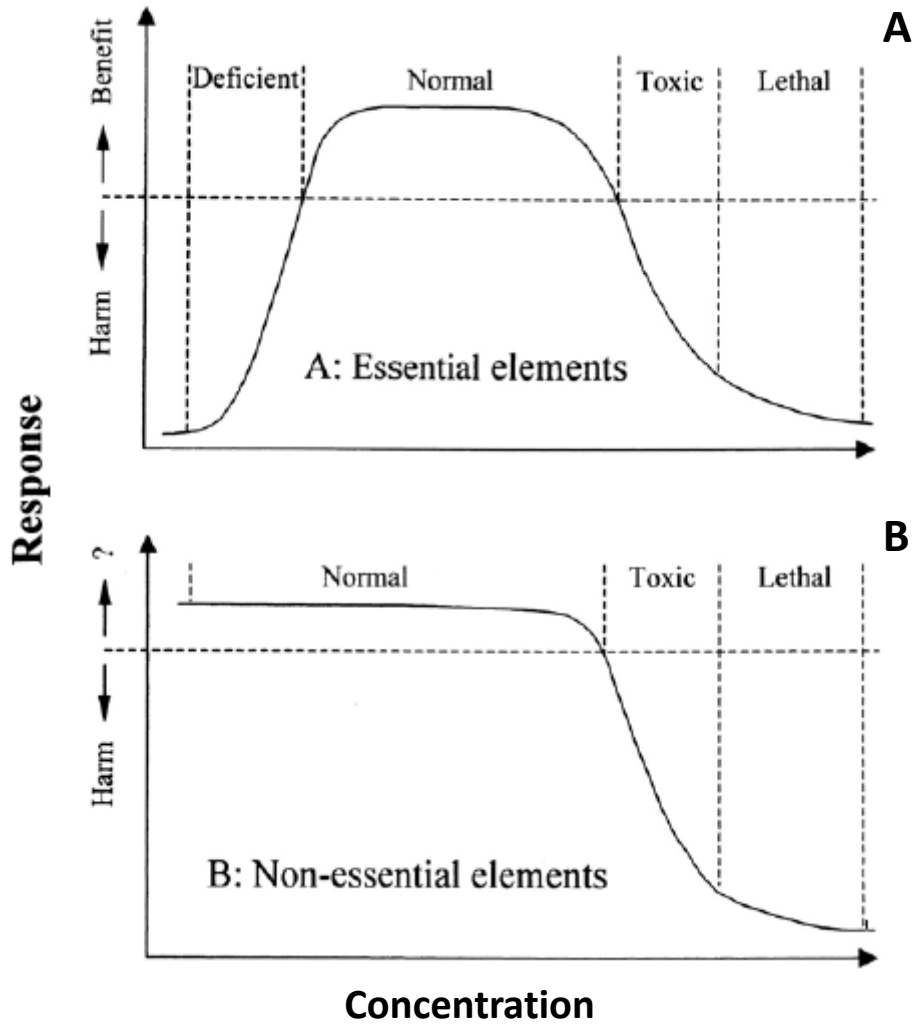 A
Benefit
Deficient
Normal
Toxic
Lethal
Harm
A: Essential elements
Response
B
?
Normal
Toxic
Lethal
Harm
B: Non-essential elements
Concentration